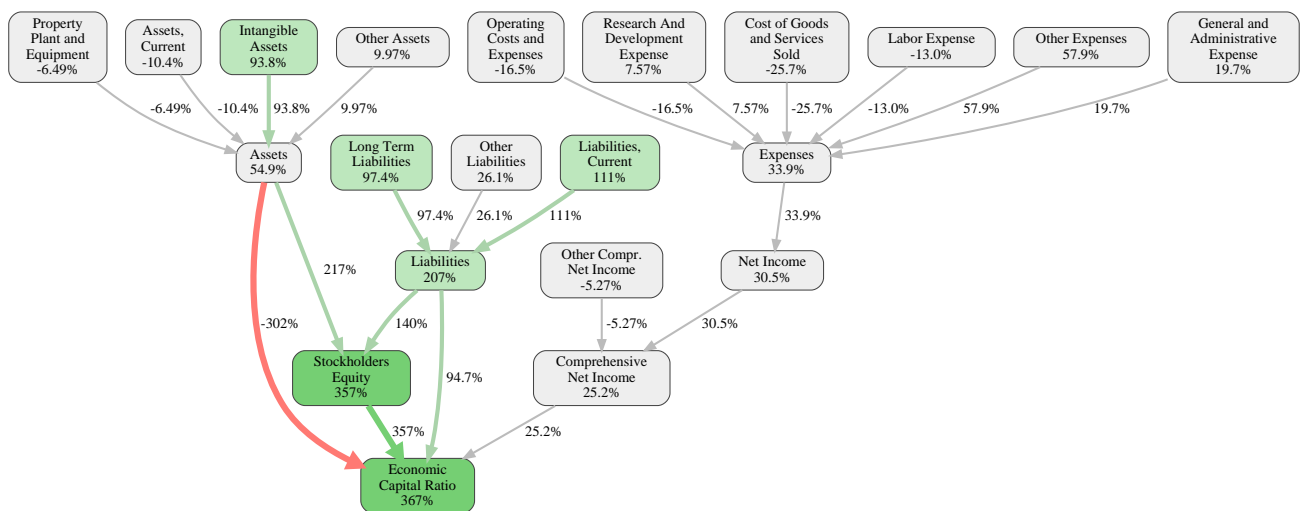 Property
Plant and
Equipment
-6.49%
Assets,
Current
-10.4%
Intangible
Assets
93.8%
Other Assets
9.97%
Operating
Costs and
Expenses
-16.5%
Research And
Development
Expense
7.57%
Cost of Goods
and Services
Sold
-25.7%
Labor Expense
-13.0%
Other Expenses
57.9%
General and
Administrative
Expense
19.7%
-6.49%
-10.4%
93.8%
9.97%
-16.5%
7.57%
-25.7%
-13.0%
57.9%
19.7%
Assets
54.9%
Long Term
Liabilities
97.4%
Other
Liabilities
26.1%
Liabilities,
Current
111%
Expenses
33.9%
97.4%
26.1%
111%
33.9%
217%
Liabilities
207%
Other Compr.
Net Income
-5.27%
Net Income
30.5%
-302%
140%
-5.27%
30.5%
Stockholders
Equity
357%
94.7%
Comprehensive
Net Income
25.2%
357%
25.2%
Economic
Capital Ratio
367%